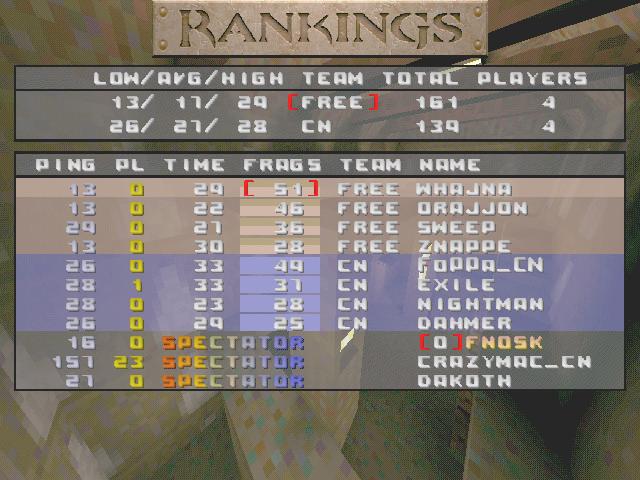 RANKINGS
LOW/AVG/HIGH TEAM TOTAL PLAYERS
13/ 17/ 29 [FREE] 161 4
26/ 27/ 28 CN 139 4
PING PL TIME FRAGS TEAM NAME
13 0 29 [ 51 ] FREE WHAJNA
13 0 22 46 FREE ORAJJON
29 0 27 36 FREE SWEEP
13 0 30 28 FREE ZNAPPE
26 0 33 49 CN FOPPA_CN
28 1 33 37 CN EXILE
28 0 23 28 CN NIGHTMAN
26 0 29 25 CN DAHMER
16 0 SPECTATOR [0]FNOSK
157 23 SPECTATOR CRAZYMAC_CN
27 0 SPECTATOR DAKOTH